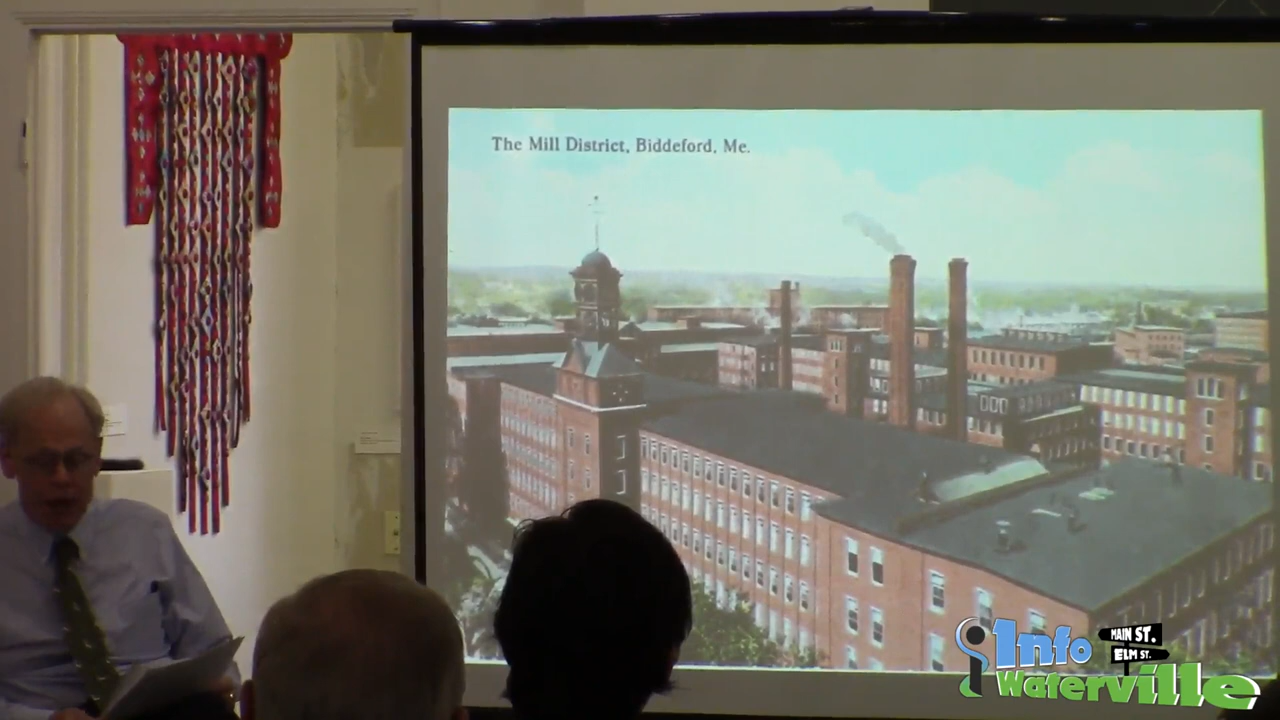 The Mill District, Biddeford, Me.
MAIN ST.
Info
ELM ST.
Waterville